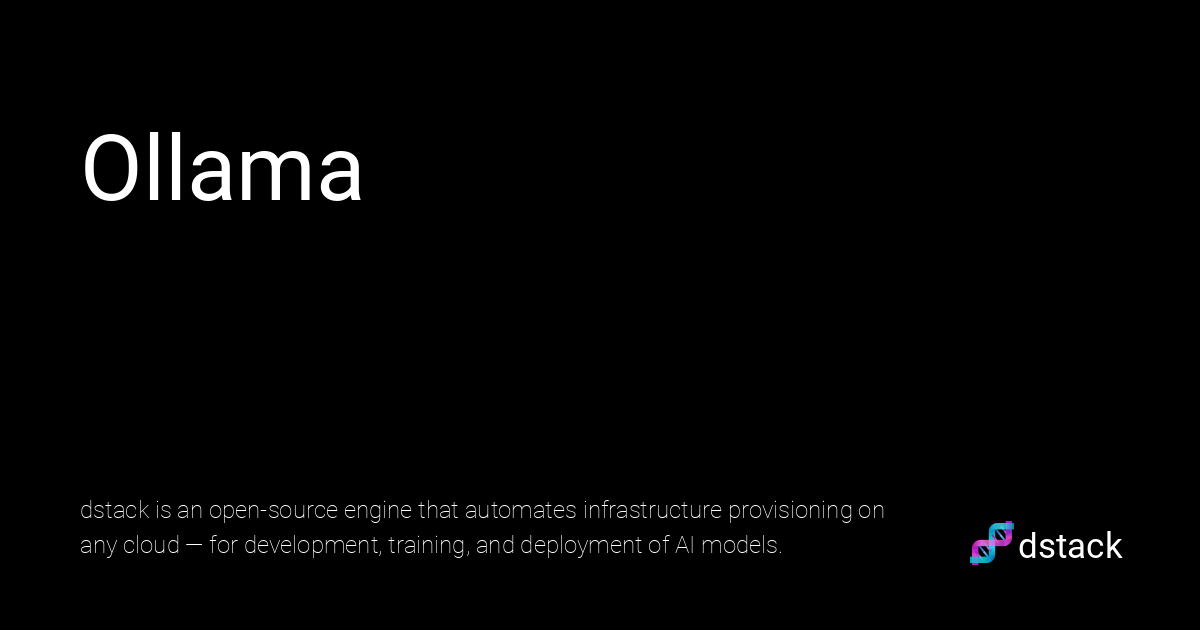 Ollama
dstack is an open-source engine that automates infrastructure provisioning on
any cloud — for development, training, and deployment of AI models.
dstack